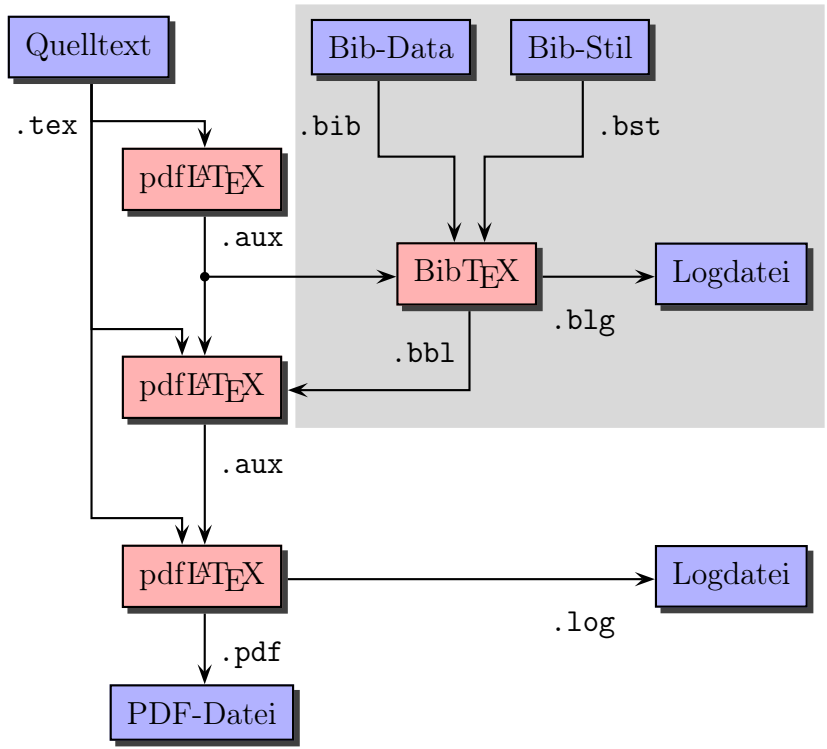 Quelltext
Bib-Data
Bib-Stil
.tex
.bib
.bst
pdfLATEX
.aux
BibTEX
Logdatei
.blg
.bbl
pdfLATEX
.aux
pdfLATEX
Logdatei
.log
.pdf
PDF-Datei